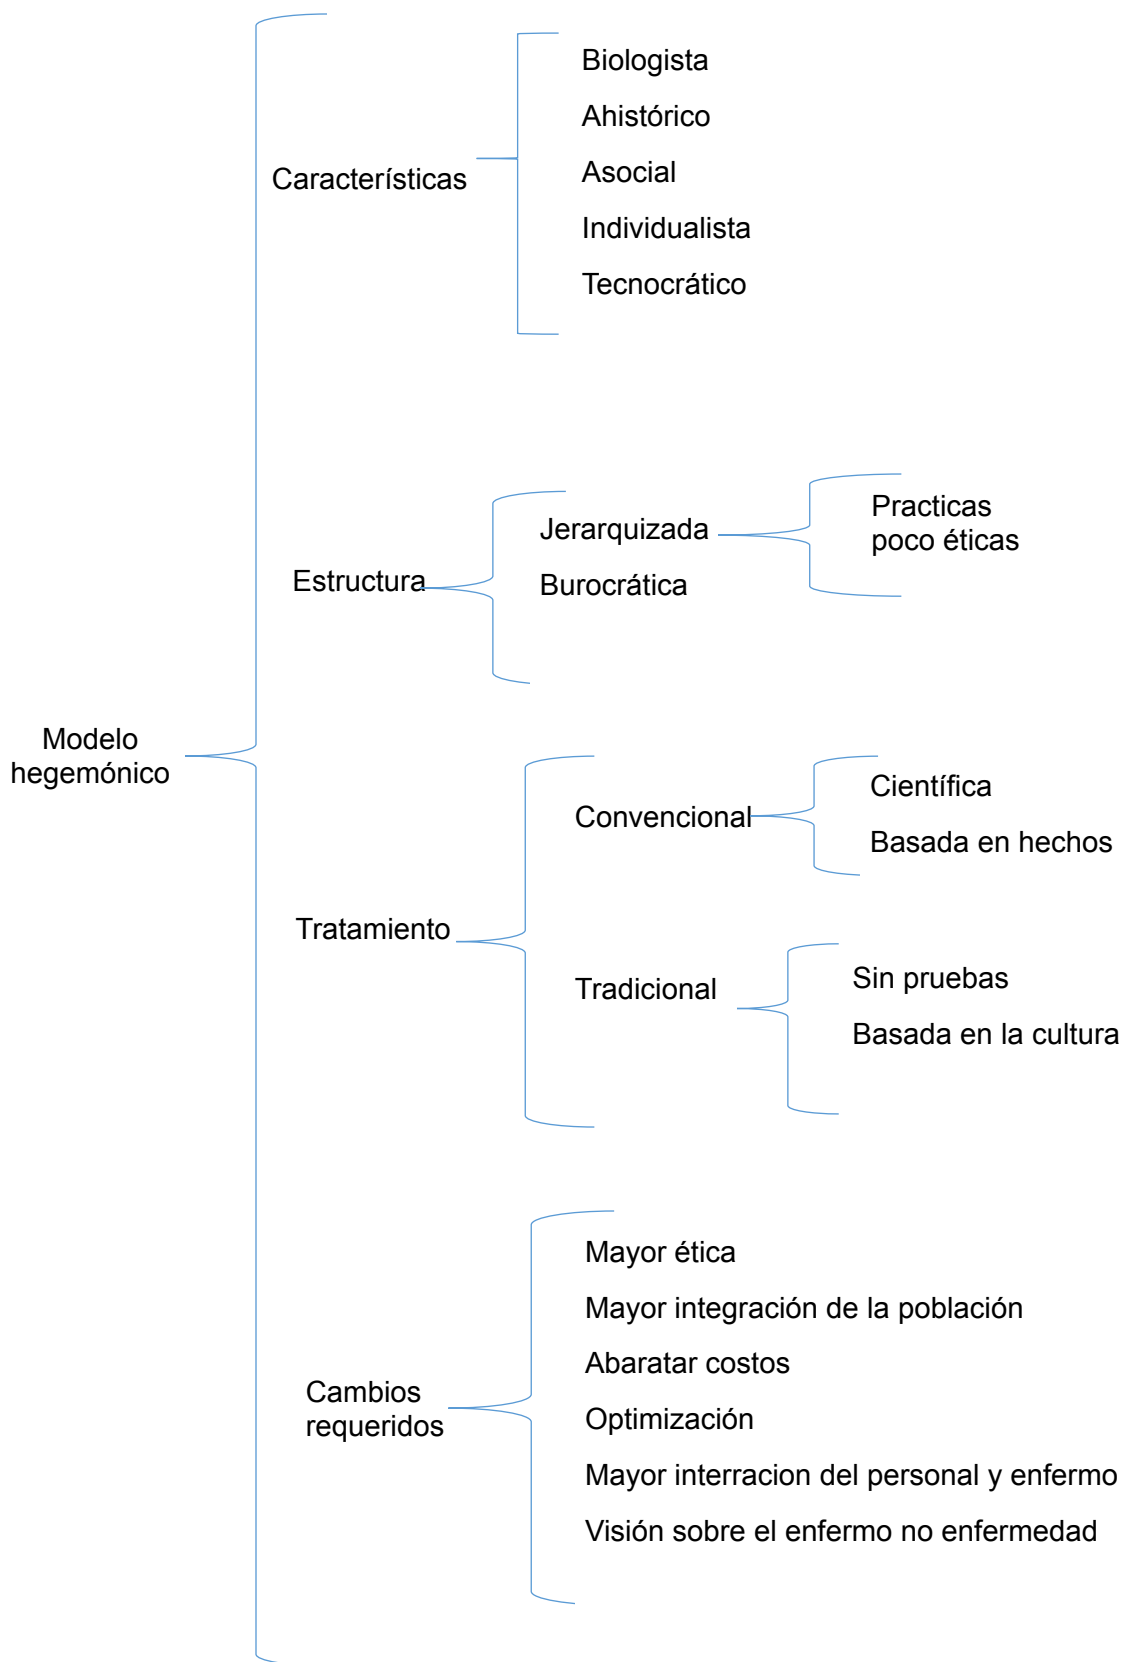 Modelo
hegemónico
Característícas
Biologista
Ahistórico
Asocial
Individualista
Tecnocrático
Estructura
Jerarquizada
Burocrática
Practicas
poco éticas
Tratamiento
Convencional
Científica
Basada en hechos
Tradicional
Sin pruebas
Basada en la cultura
Cambios
requeridos
Mayor ética
Mayor integración de la población
Abaratar costos
Optimización
Mayor interracion del personal y enfermo
Visión sobre el enfermo no enfermedad